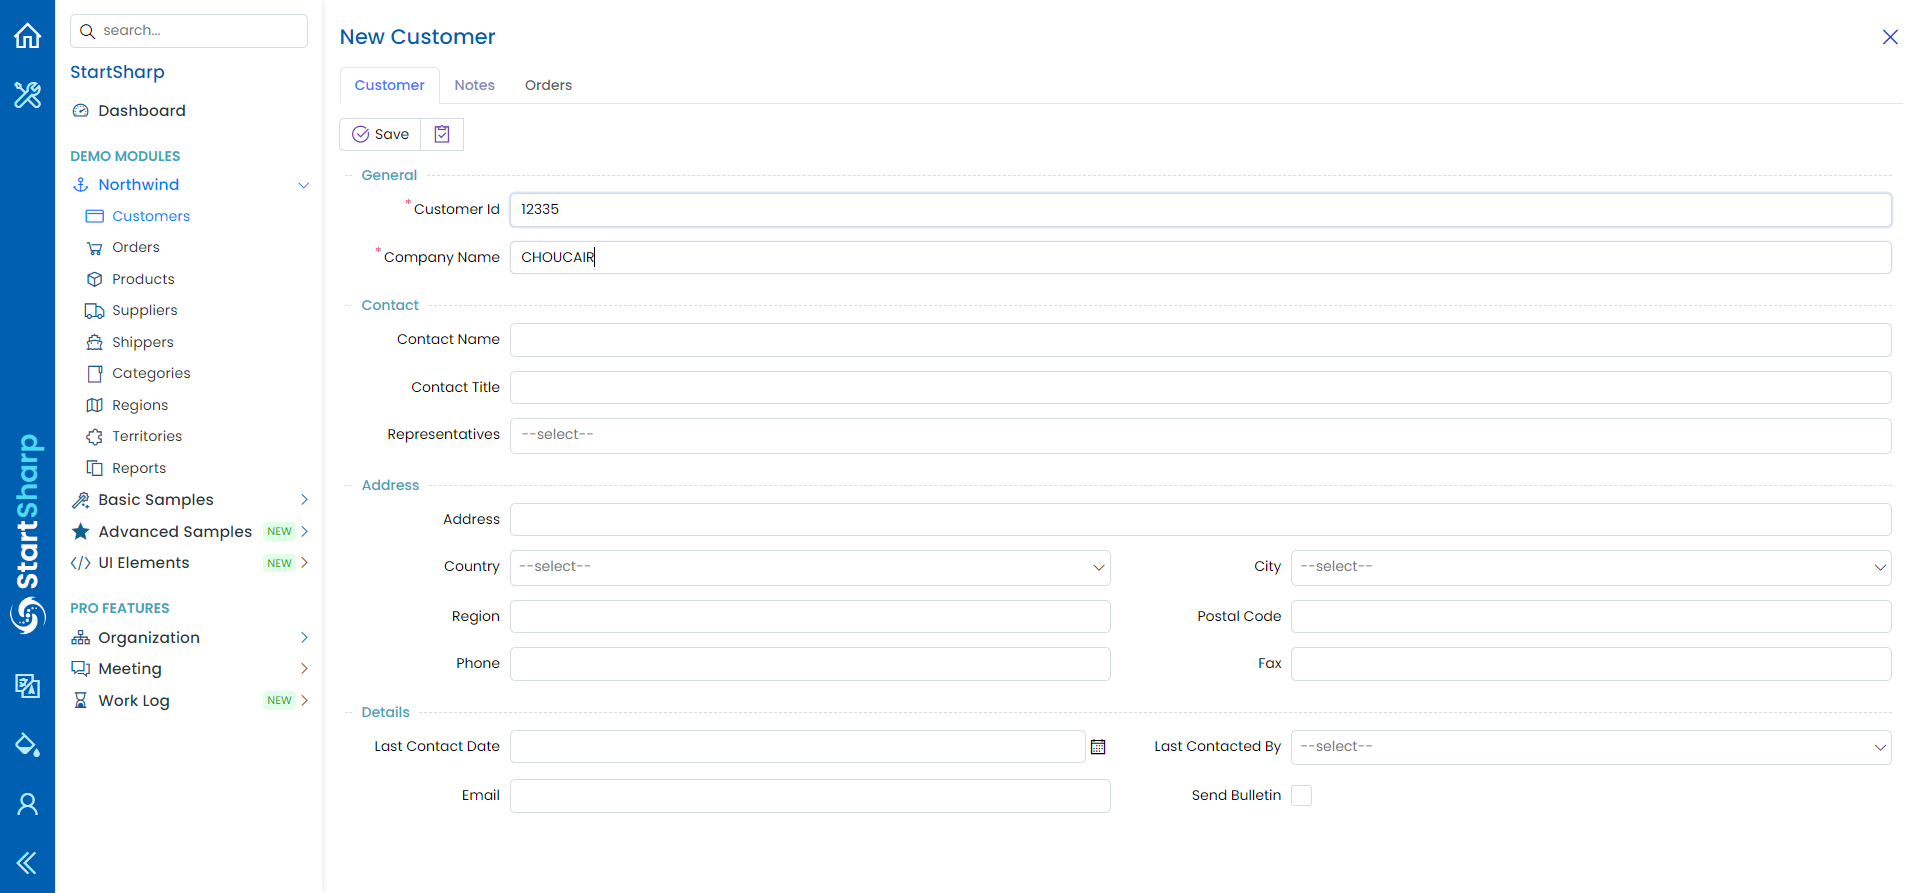 search...
StartSharp
Dashboard
DEMO MODULES
Northwind
Customers
Orders
Products
Suppliers
Shippers
Categories
Regions
Territories
Reports
Basic Samples
Advanced Samples NEW
UI Elements NEW
PRO FEATURES
Organization
Meeting
Work Log NEW
StartSharp
New Customer
Customer Notes Orders
Save
General
* Customer Id 12335
* Company Name CHOUCAIR
Contact
Contact Name
Contact Title
Representatives --select--
Address
Address
Country --select-- City --select--
Region Postal Code
Phone Fax
Details
Last Contact Date Last Contacted By --select--
Email Send Bulletin